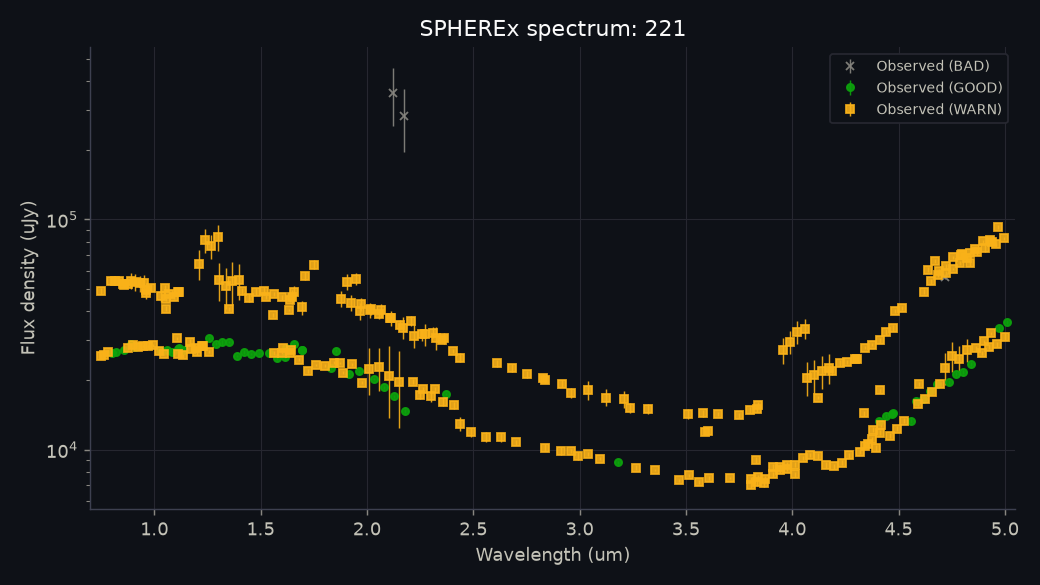 SPHEREx spectrum: 221
Observed (BAD)
Observed (GOOD)
Observed (WARN)
Flux density (uJy)
10^5
10^4
1.0 1.5 2.0 2.5 3.0 3.5 4.0 4.5 5.0
Wavelength (um)